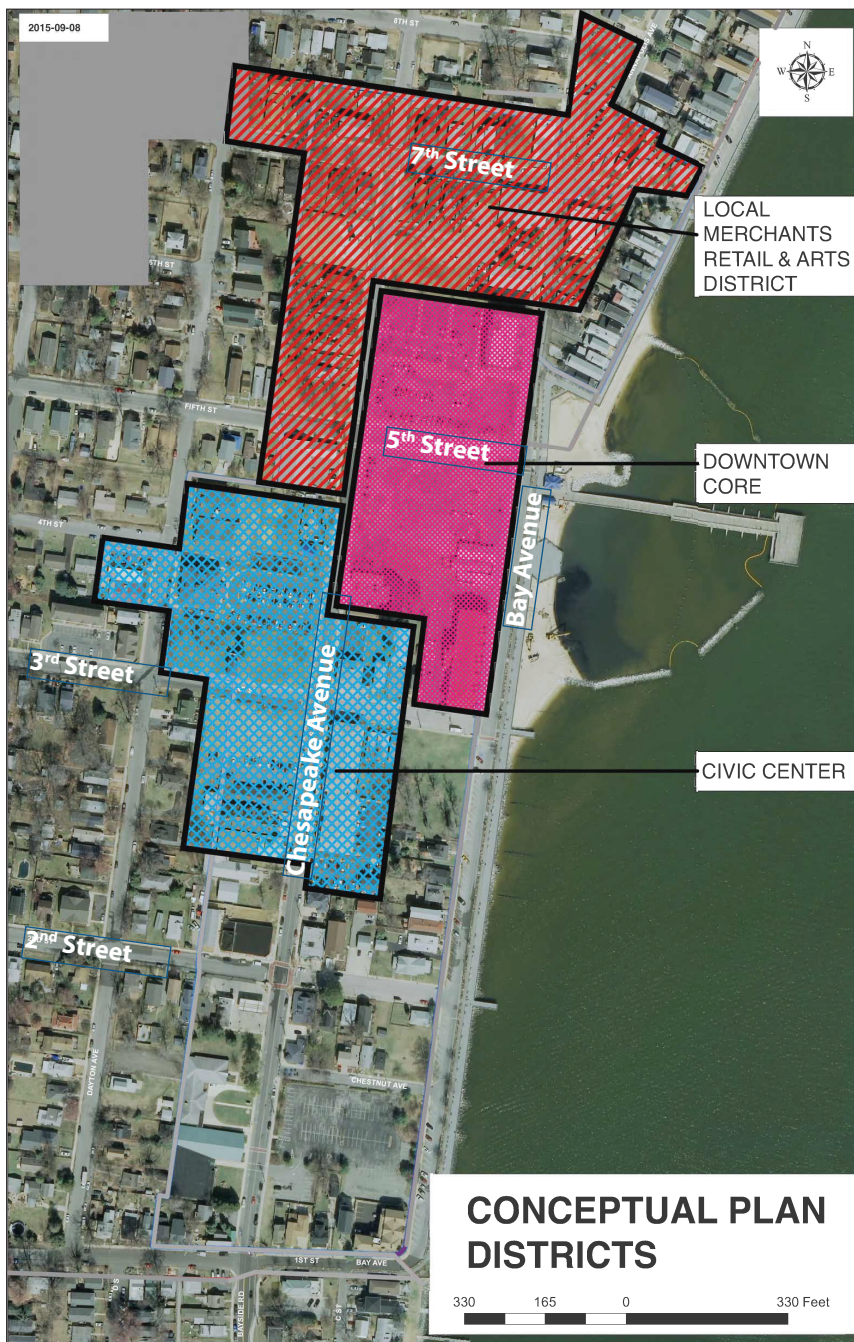 2015-09-08
8TH ST
N
W E
S
7th Street
LOCAL
MERCHANTS
RETAIL & ARTS
DISTRICT
6TH ST
FIFTH ST
5th Street
DOWNTOWN
CORE
Bay Avenue
4TH ST
3rd Street
Chesapeake Avenue
CIVIC CENTER
2nd Street
DAYTON AVE
CHESTNUT AVE
1ST ST
BAY AVE
D S
BAYSIDE RD
C ST
CONCEPTUAL PLAN
DISTRICTS
330 165 0 330 Feet